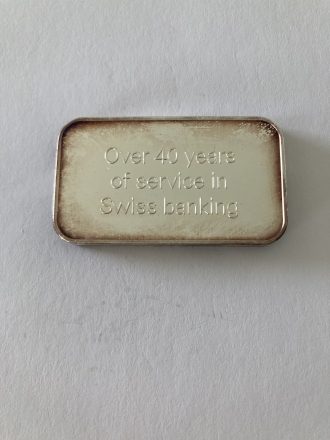 Over 40 years
of service in
Swiss banking